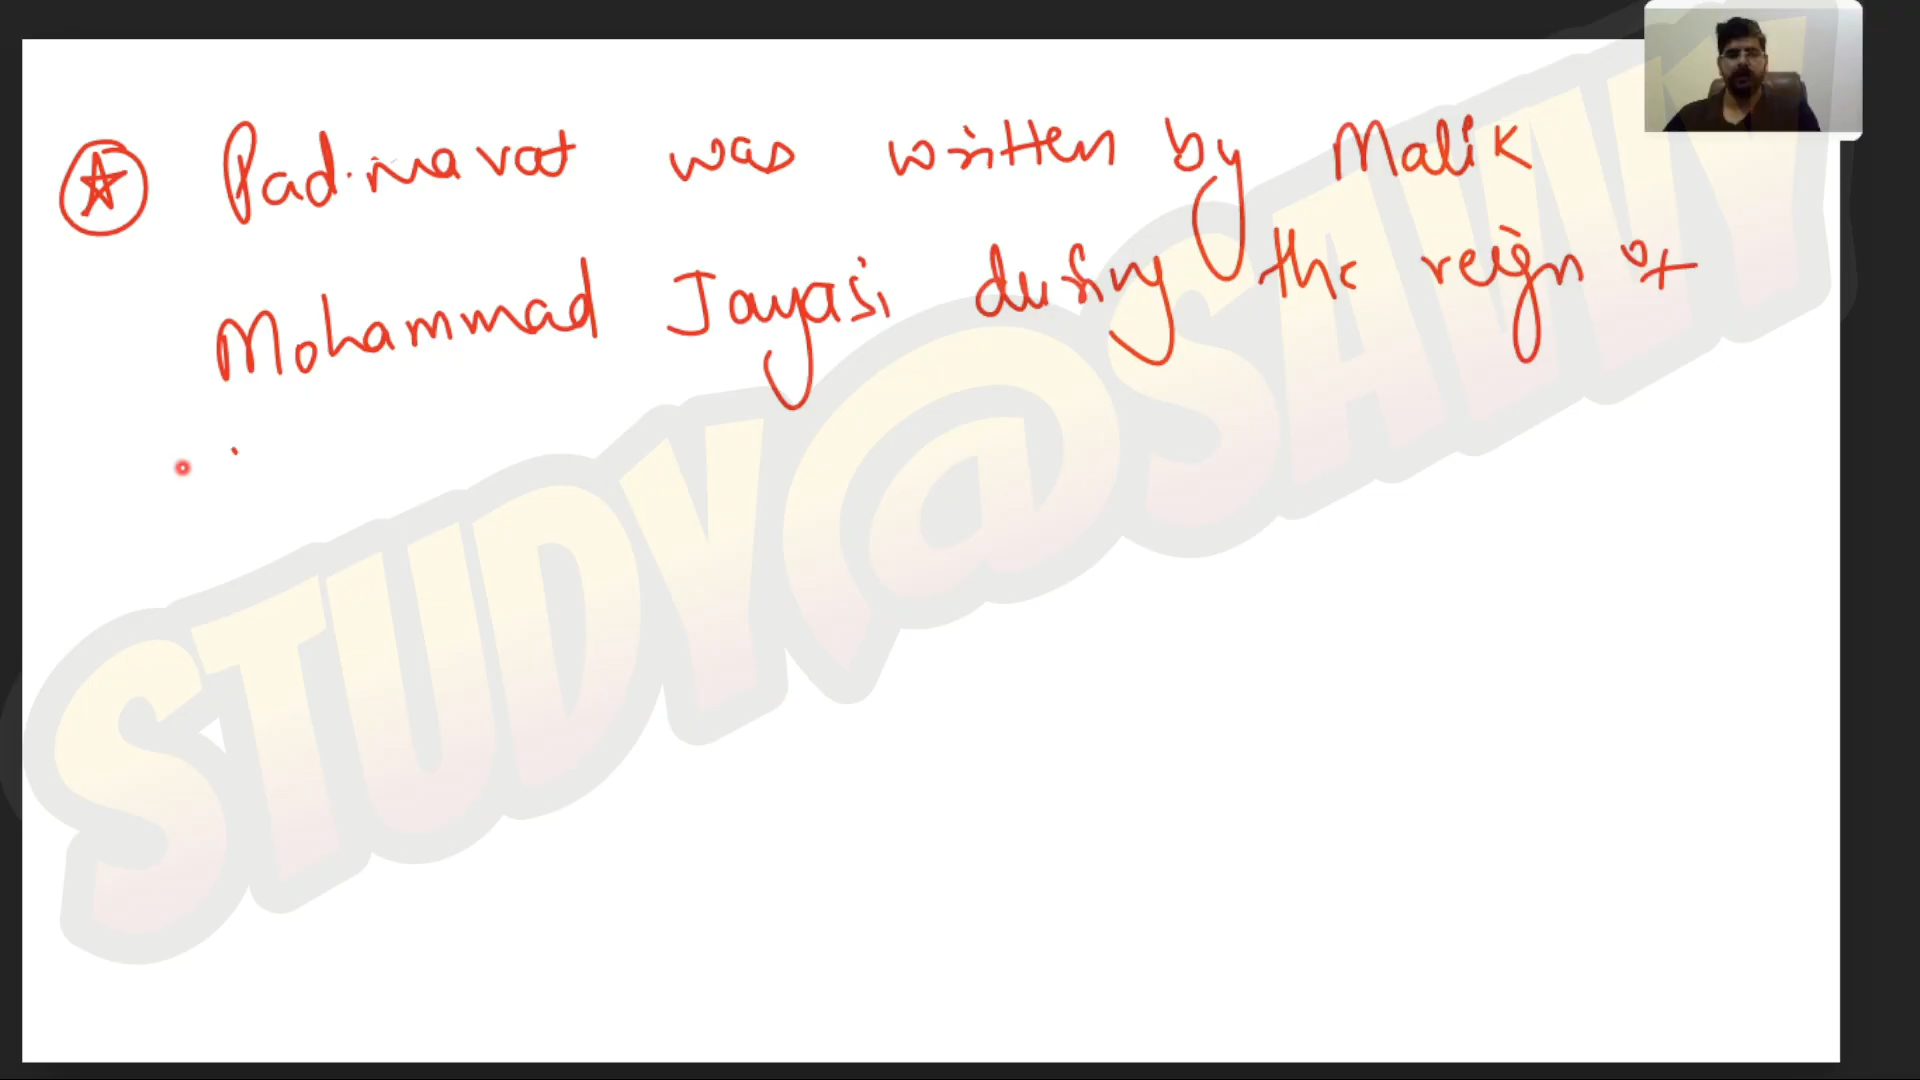 Padmavat was written by Malik
Mohammad Jayasi during the reign of
STUDY@SAVVY